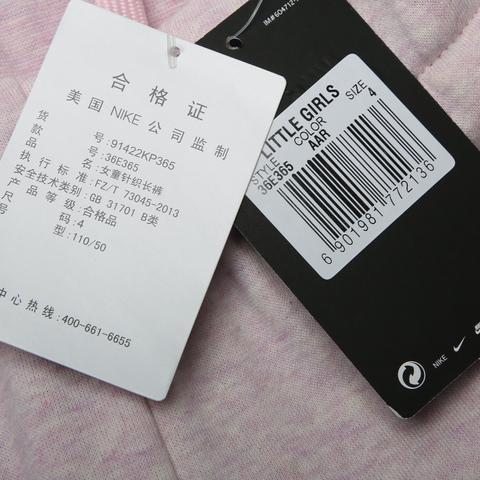 合格证
美国 NIKE 公司监制
货 号:91422KP365
款 号:36E365
品 名:女童针织长裤
执行标准:FZ/T 73045-2013
安全技术类别:GB 31701 B类
产品等级:合格品
尺 码:4
号 型:110/50
中心热线:400-661-6655
IM#604712-
LITTLE GIRLS
SIZE
4
COLOR
AAR
STYLE
36E365
6 901981 772136
NIKE